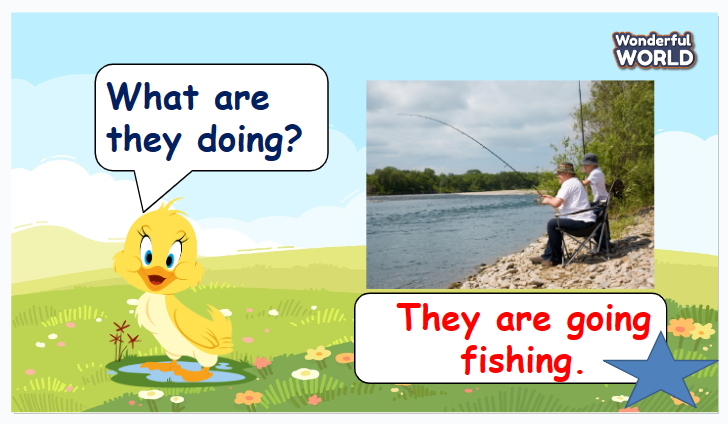 Wonderful
WORLD
What are
they doing?
They are going
fishing.